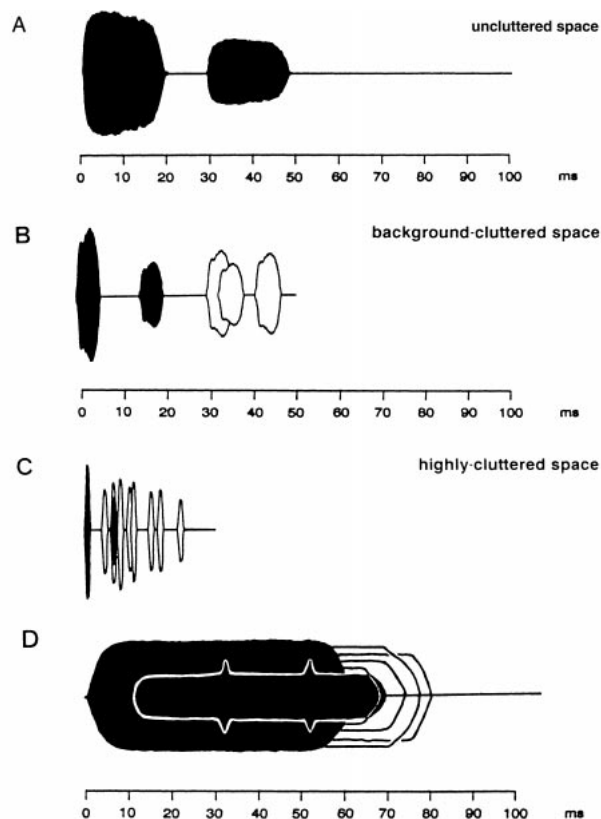 A uncluttered space
0 10 20 30 40 50 60 70 80 90 100 ms
B background-cluttered space
0 10 20 30 40 50 60 70 80 90 100 ms
C highly-cluttered space
D
0 10 20 30 40 50 60 70 80 90 100 ms